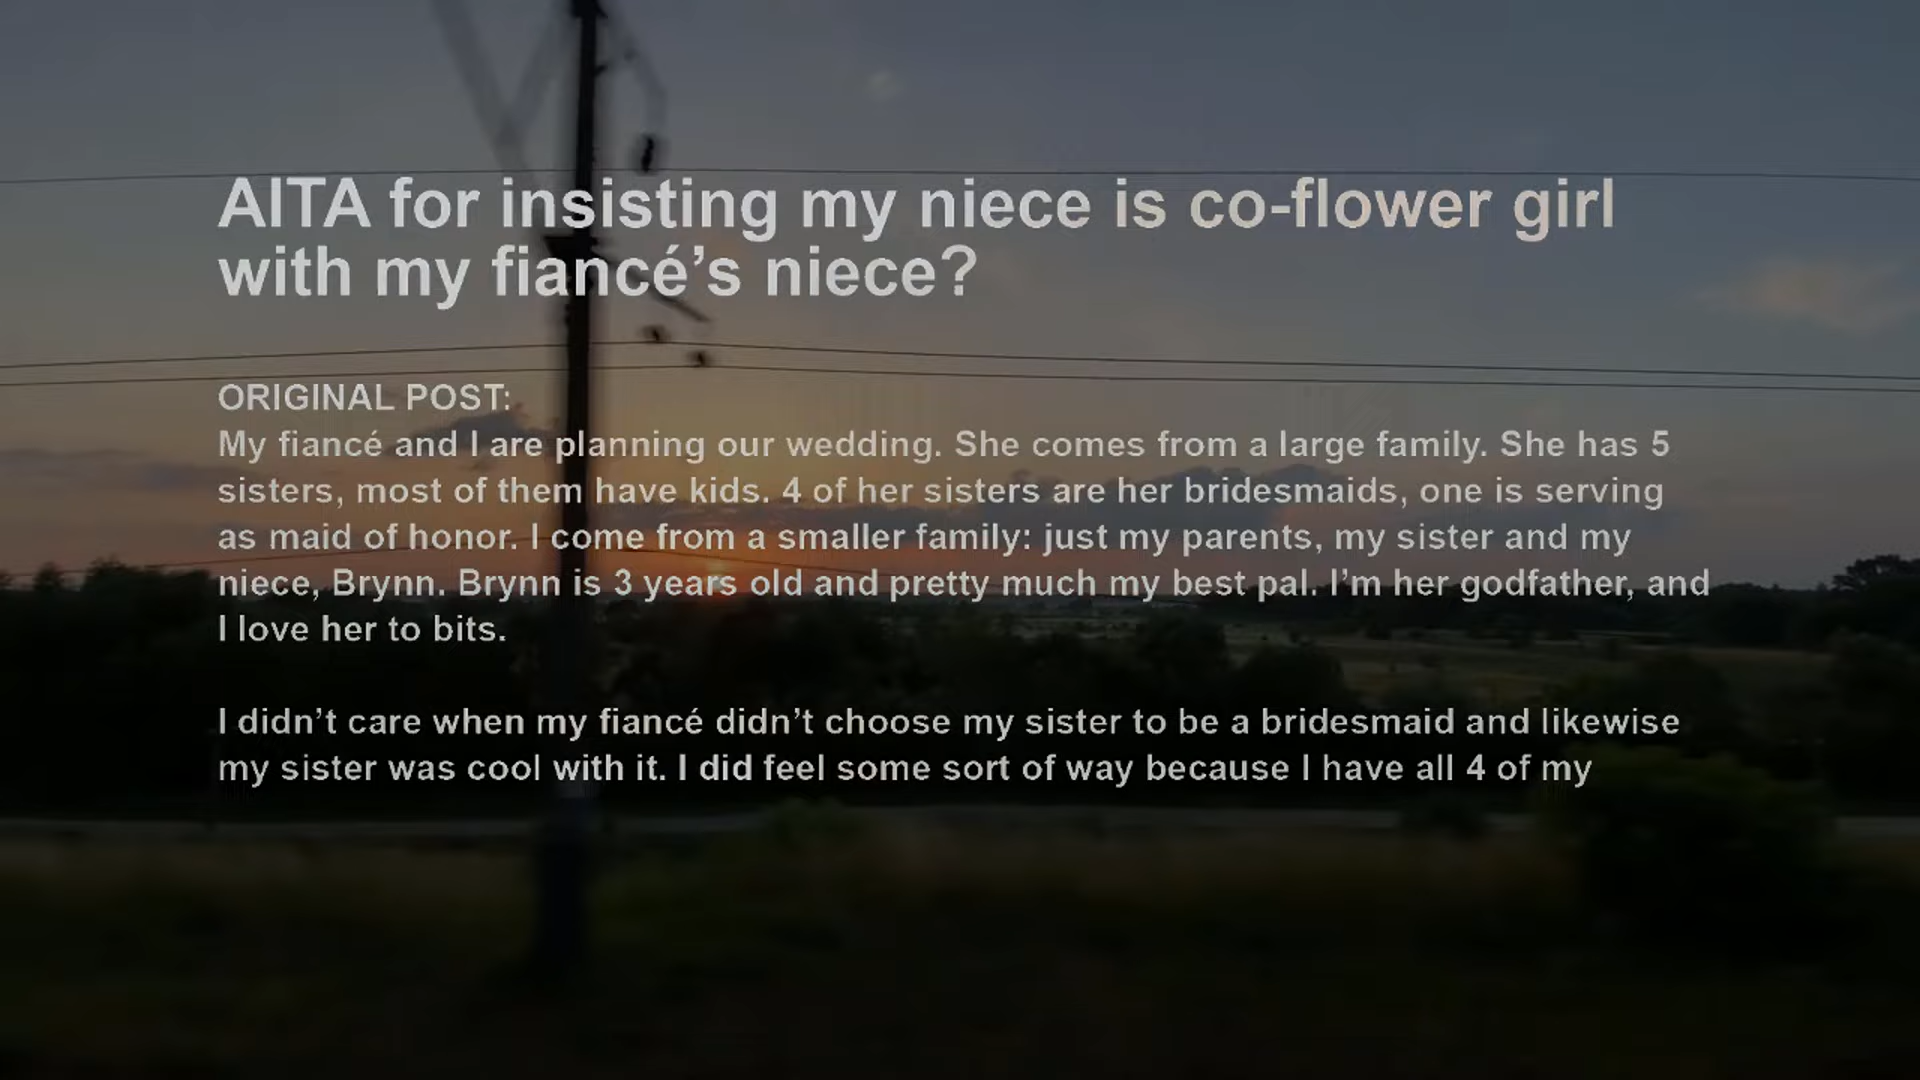 AITA for insisting my niece is co-flower girl
with my fiancé’s niece?
ORIGINAL POST:
My fiancé and I are planning our wedding. She comes from a large family. She has 5
sisters, most of them have kids. 4 of her sisters are her bridesmaids, one is serving
as maid of honor. I come from a smaller family: just my parents, my sister and my
niece, Brynn. Brynn is 3 years old and pretty much my best pal. I’m her godfather, and
I love her to bits.
I didn’t care when my fiancé didn’t choose my sister to be a bridesmaid and likewise
my sister was cool with it. I did feel some sort of way because I have all 4 of my